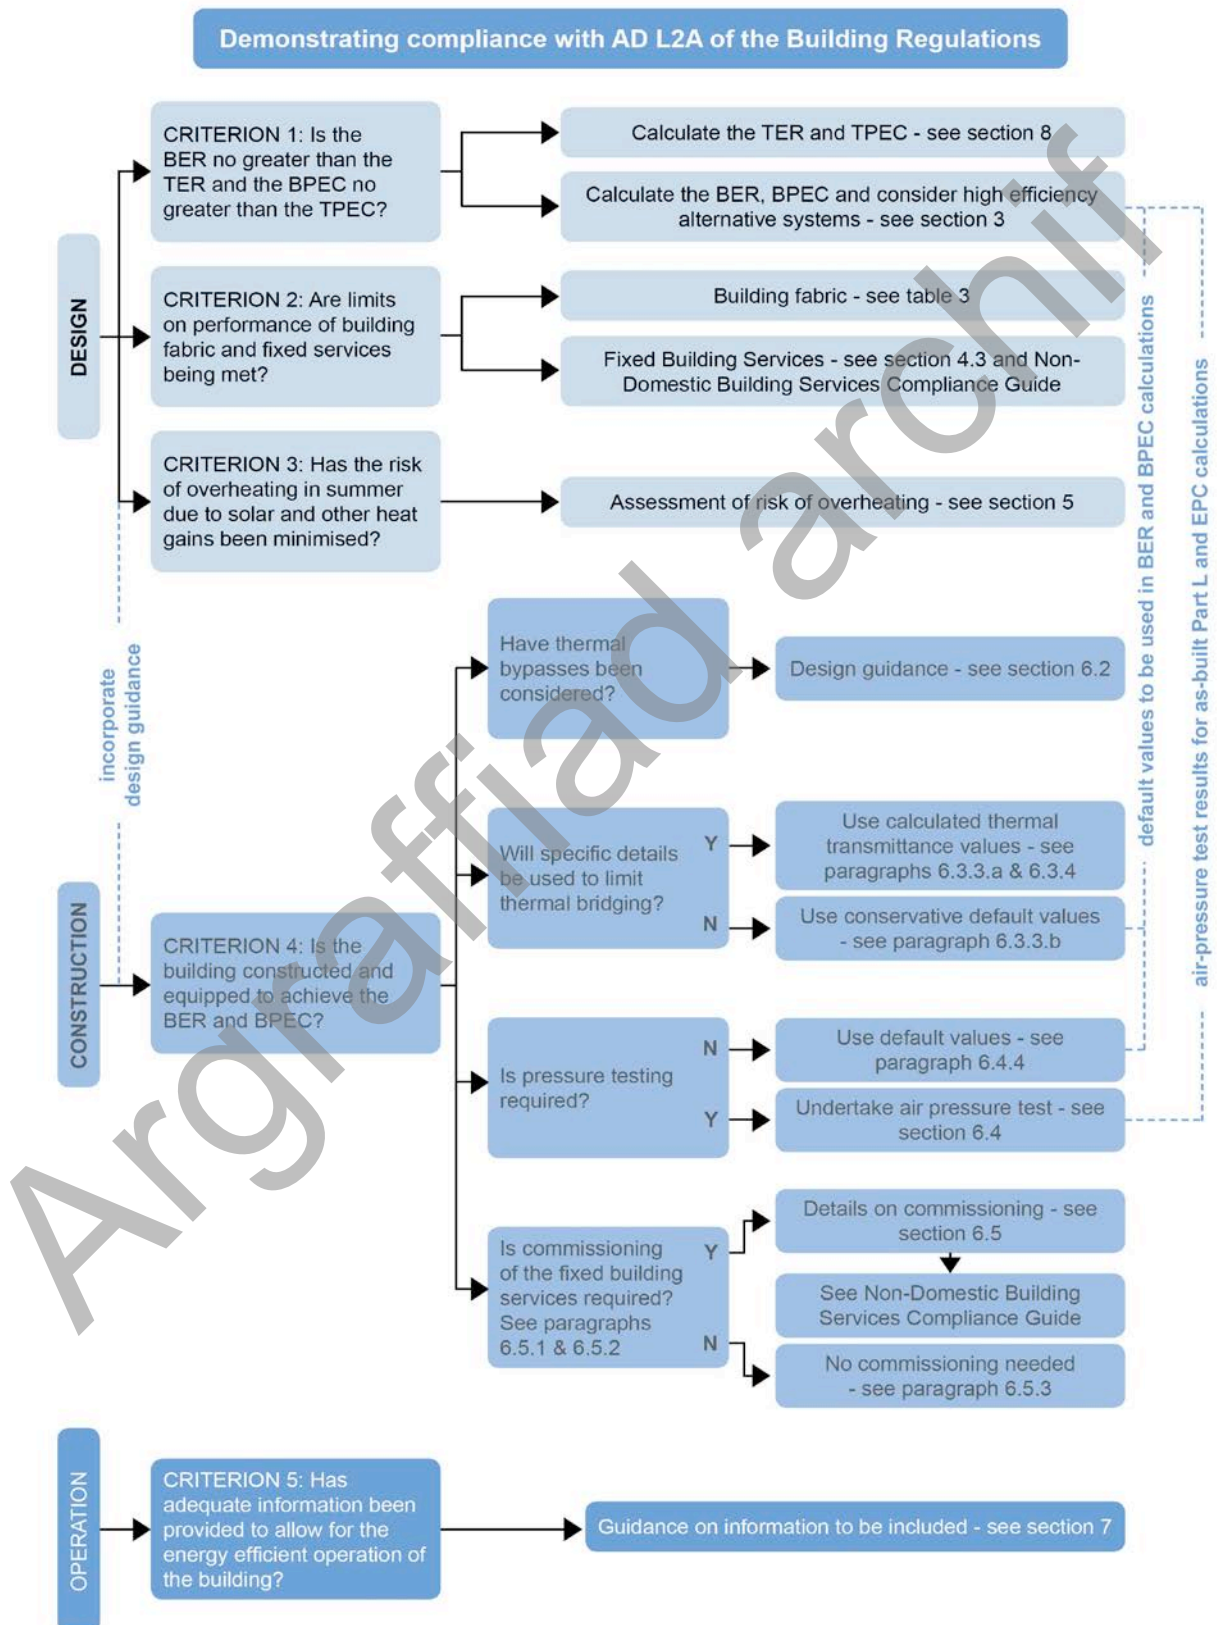 Demonstrating compliance with AD L2A of the Building Regulations
DESIGN
CRITERION 1: Is the
BER no greater than the
TER and the BPEC no
greater than the TPEC?
Calculate the TER and TPEC - see section 8
Calculate the BER, BPEC and consider high efficiency
alternative systems - see section 3
CRITERION 2: Are limits
on performance of building
fabric and fixed services
being met?
Building fabric - see table 3
Fixed Building Services - see section 4.3 and Non-
Domestic Building Services Compliance Guide
CRITERION 3: Has the risk
of overheating in summer
due to solar and other heat
gains been minimised?
Assessment of risk of overheating - see section 5
incorporate
design guidance
default values to be used in BER and BPEC calculations
air-pressure test results for as-built Part L and EPC calculations
CONSTRUCTION
CRITERION 4: Is the
building constructed and
equipped to achieve the
BER and BPEC?
Have thermal
bypasses been
considered?
Design guidance - see section 6.2
Will specific details
be used to limit
thermal bridging?
Y
Use calculated thermal
transmittance values - see
paragraphs 6.3.3.a & 6.3.4
N
Use conservative default values
- see paragraph 6.3.3.b
Is pressure testing
required?
N
Use default values - see
paragraph 6.4.4
Y
Undertake air pressure test - see
section 6.4
Is commissioning
of the fixed building
services required?
See paragraphs
6.5.1 & 6.5.2
Y
Details on commissioning - see
section 6.5
See Non-Domestic Building
Services Compliance Guide
N
No commissioning needed
- see paragraph 6.5.3
OPERATION
CRITERION 5: Has
adequate information been
provided to allow for the
energy efficient operation of
the building?
Guidance on information to be included - see section 7
Argraffiad archif